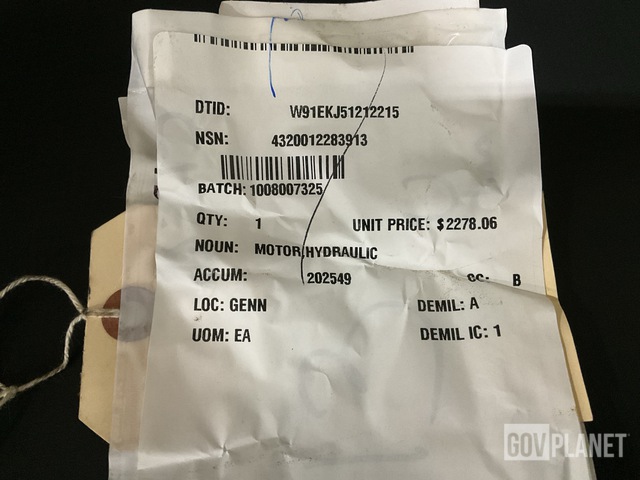 DTID: W91EKJ51212215
NSN: 4320012283913
BATCH: 1008007325
QTY: 1 UNIT PRICE: $2278.06
NOUN: MOTOR,HYDRAULIC
ACCUM: 202549 CC: B
LOC: GENN DEMIL: A
UOM: EA DEMIL IC: 1
GOVPLANET